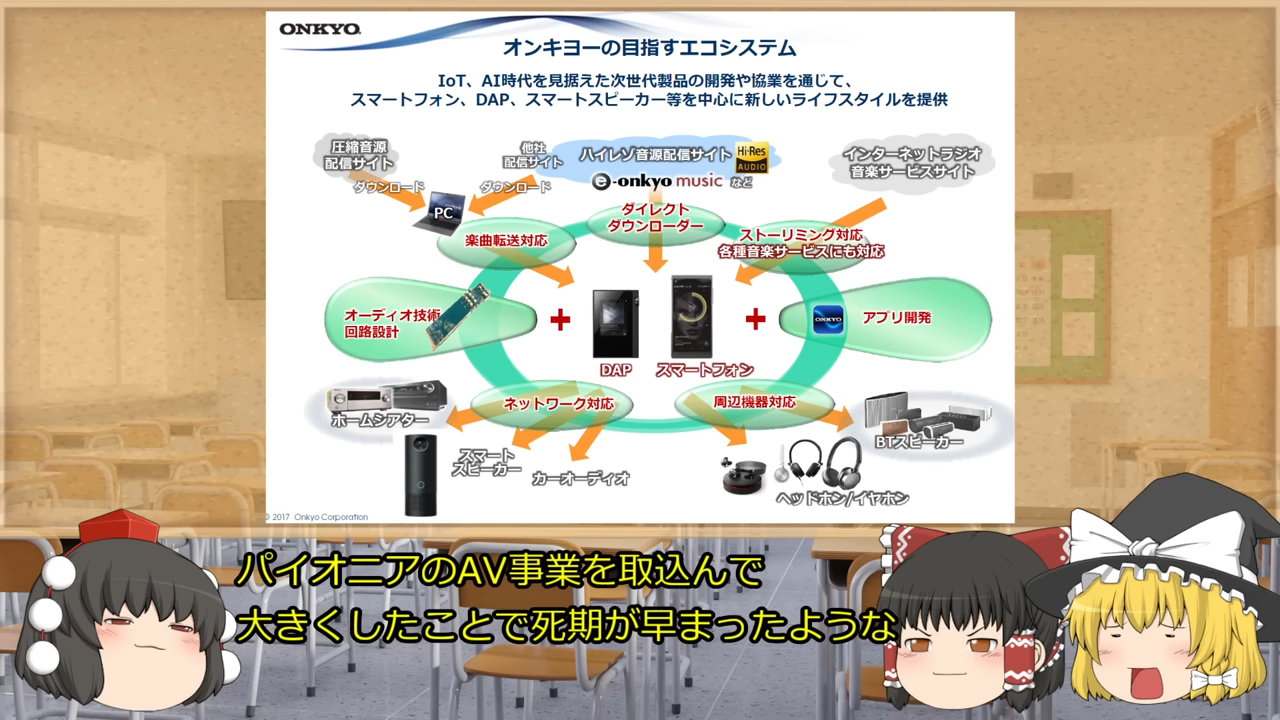 ONKYO
オンキヨーの目指すエコシステム
IoT、AI時代を見据えた次世代製品の開発や協業を通じて、
スマートフォン、DAP、スマートスピーカー等を中心に新しいライフスタイルを提供
圧縮音源
配信サイト
他社
配信サイト
ハイレゾ音源配信サイト
Hi-Res
AUDIO
e-onkyo music など
インターネットラジオ
音楽サービスサイト
ダウンロード
ダウンロード
PC
楽曲転送対応
ダイレクト
ダウンローダー
ストーリミング対応
各種音楽サービスにも対応
オーディオ技術
回路設計
+
DAP
スマートフォン
+
ONKYO
アプリ開発
ネットワーク対応
周辺機器対応
ホームシアター
スマート
スピーカー
カーオーディオ
BTスピーカー
ヘッドホン/イヤホン
© 2017 Onkyo Corporation
パイオニアのAV事業を取込んで
大きくしたことで死期が早まったような